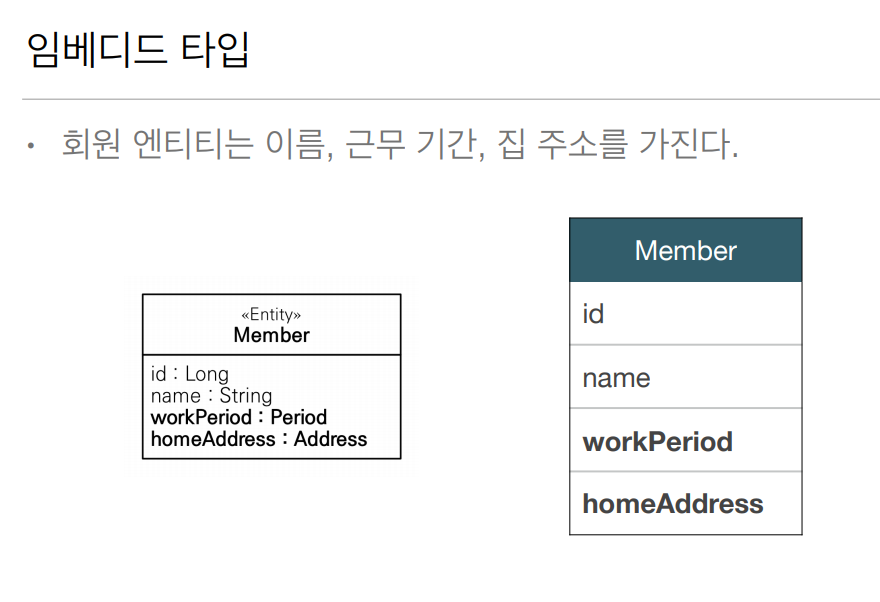 임베디드 타입
• 회원 엔티티는 이름, 근무 기간, 집 주소를 가진다.
«Entity»
Member
id : Long
name : String
workPeriod : Period
homeAddress : Address
Member
id
name
workPeriod
homeAddress